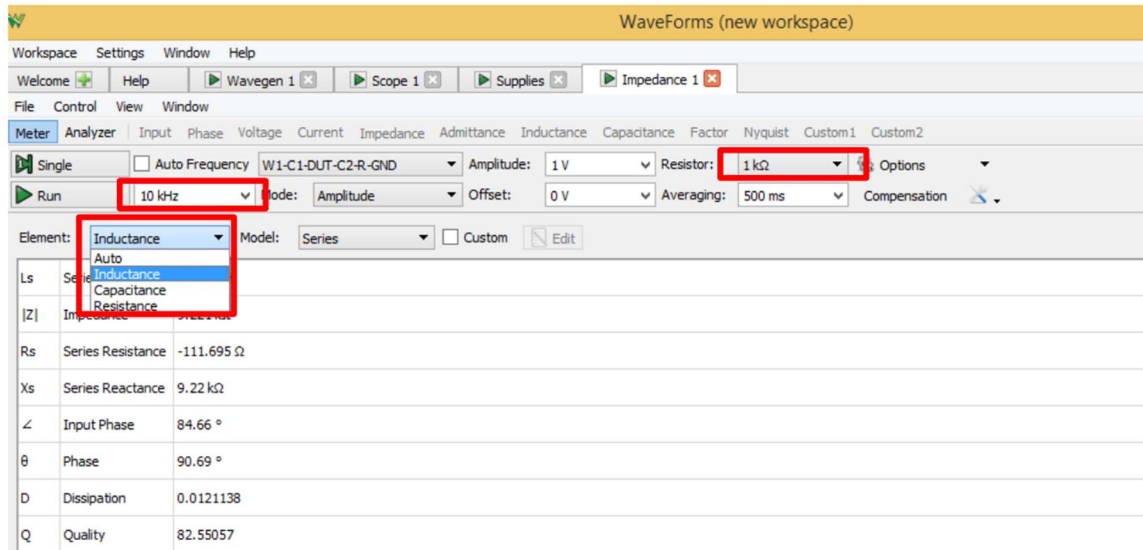 WaveForms (new workspace)
Workspace Settings Window Help
Welcome Help Wavegen 1 Scope 1 Supplies Impedance 1
File Control View Window
Meter Analyzer Input Phase Voltage Current Impedance Admittance Inductance Capacitance Factor Nyquist Custom1 Custom2
Single Auto Frequency W1-C1-DUT-C2-R-GND Amplitude: 1 V Resistor: 1 kΩ Options
Run 10 kHz Mode: Amplitude Offset: 0 V Averaging: 500 ms Compensation
Element: Inductance Model: Series Custom Edit
Auto
Inductance
Capacitance
Resistance
Ls
|Z|
Rs Series Resistance -111.695 Ω
Xs Series Reactance 9.22 kΩ
∠ Input Phase 84.66 °
θ Phase 90.69 °
D Dissipation 0.0121138
Q Quality 82.55057